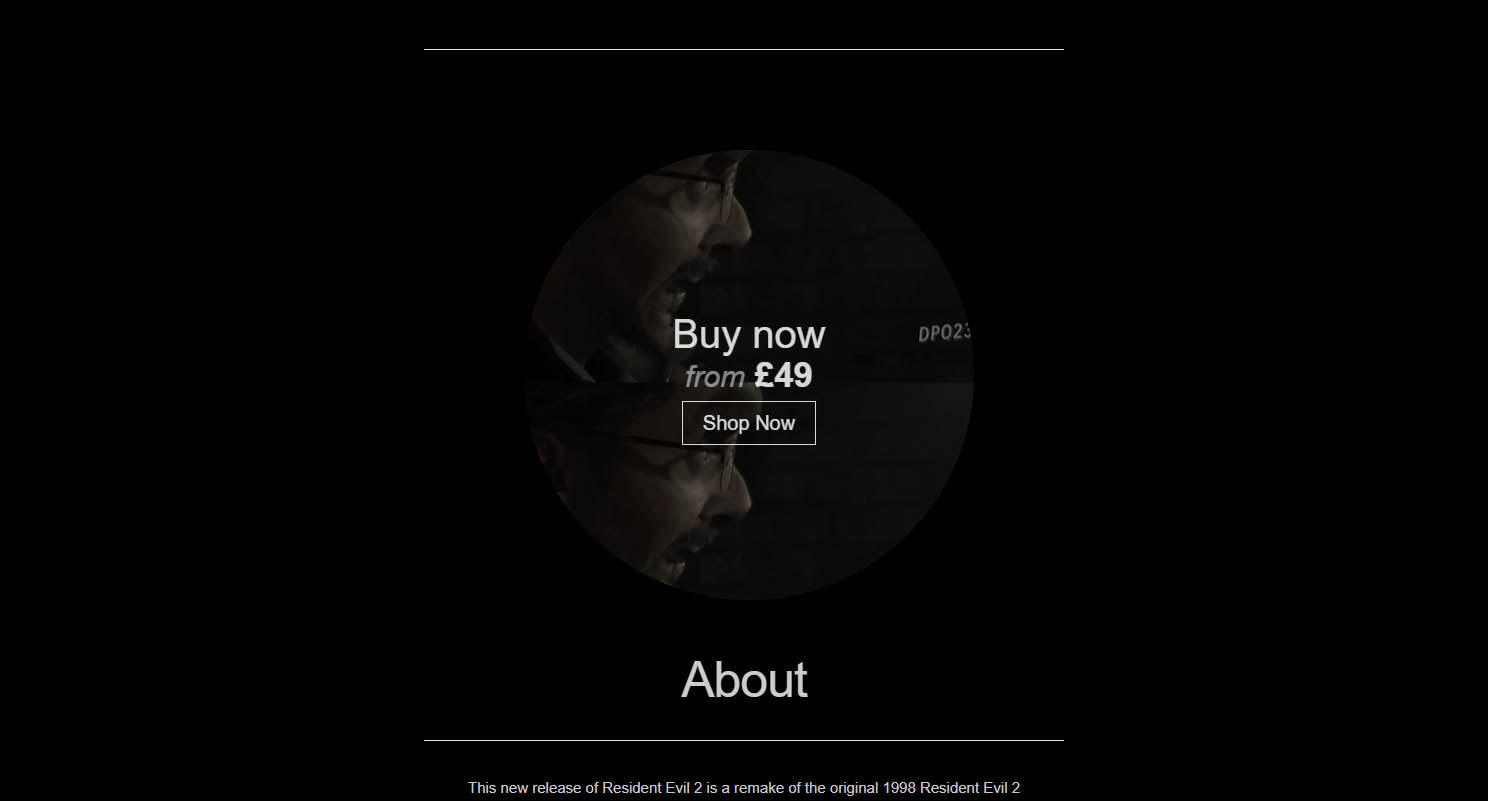 Buy now
from £49
Shop Now
About
This new release of Resident Evil 2 is a remake of the original 1998 Resident Evil 2